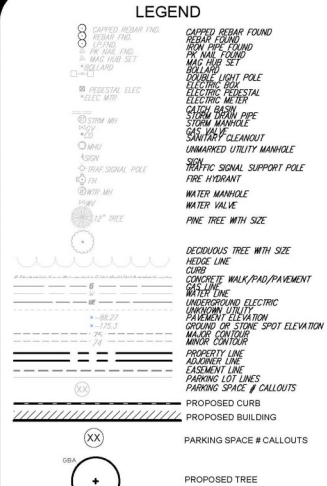 LEGEND
CAPPED REBAR FND. CAPPED REBAR FOUND
REBAR FND. REBAR FOUND
I.P.FND. IRON PIPE FOUND
PK NAIL FND. PK NAIL FOUND
MAG HUB SET MAG HUB SET
BOLLARD BOLLARD
DOUBLE LIGHT POLE
ELECTRIC BOX
PEDESTAL ELEC ELECTRIC PEDESTAL
ELEC MTR ELECTRIC METER
CATCH BASIN
STORM DRAIN PIPE
STRM MH STORM MANHOLE
GV GAS VALVE
CO SANITARY CLEANOUT
MHU UNMARKED UTILITY MANHOLE
SIGN SIGN
TRAF.SIGNAL POLE TRAFFIC SIGNAL SUPPORT POLE
FH FIRE HYDRANT
WTR MH WATER MANHOLE
WV WATER VALVE
12" TREE PINE TREE WITH SIZE
DECIDUOUS TREE WITH SIZE
HEDGE LINE
CURB
CONCRETE WALK/PAD/PAVEMENT
G GAS LINE
W WATER LINE
UE UNDERGROUND ELECTRIC
UNKNOWN UTILITY
PAVEMENT ELEVATION
GROUND OR STONE SPOT ELEVATION
75 MAJOR CONTOUR
74 MINOR CONTOUR
PROPERTY LINE
ADJOINER LINE
EASEMENT LINE
PARKING LOT LINES
XX PARKING SPACE # CALLOUTS
PROPOSED CURB
PROPOSED BUILDING
XX PARKING SPACE # CALLOUTS
GBA
PROPOSED TREE